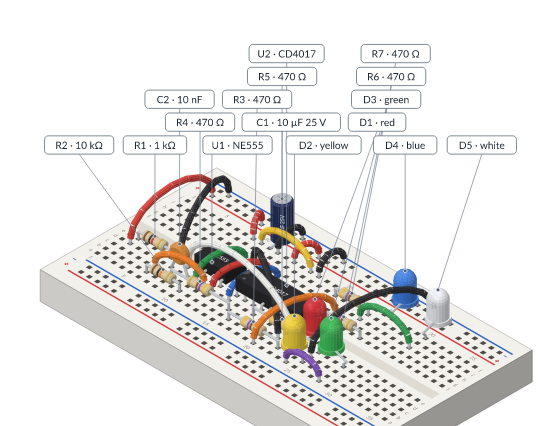 U2 · CD4017
R7 · 470 Ω
R5 · 470 Ω
R6 · 470 Ω
C2 · 10 nF
R3 · 470 Ω
D3 · green
R4 · 470 Ω
C1 · 10 µF 25 V
D1 · red
R2 · 10 kΩ
R1 · 1 kΩ
U1 · NE555
D2 · yellow
D4 · blue
D5 · white